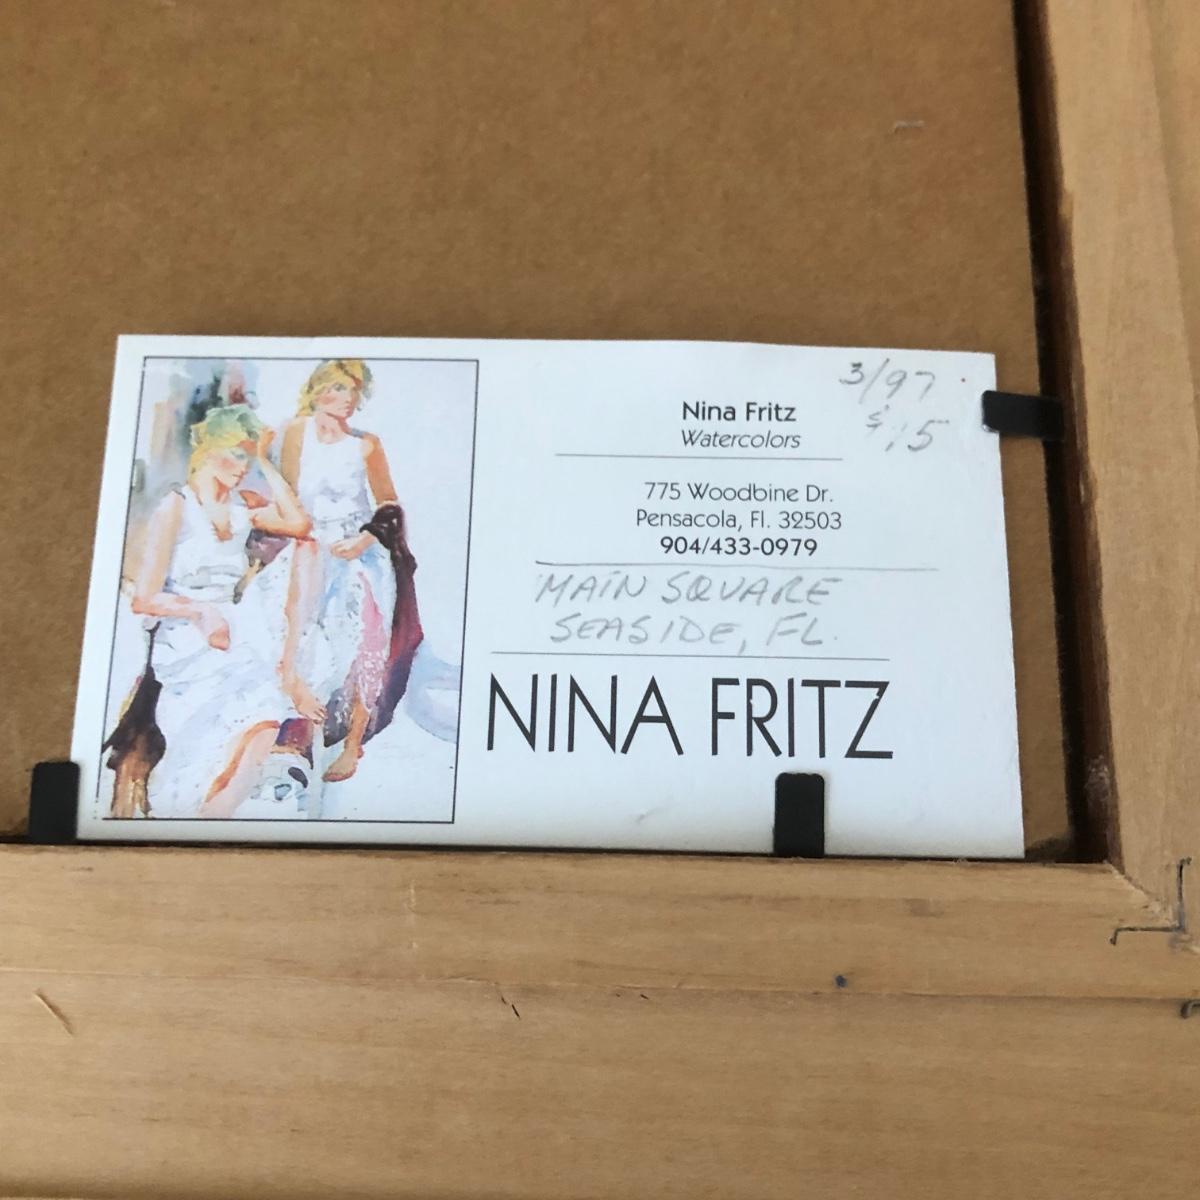 3/97
$15
Nina Fritz
Watercolors
775 Woodbine Dr.
Pensacola, Fl. 32503
904/433-0979
MAIN SQUARE
SEASIDE, FL.
NINA FRITZ